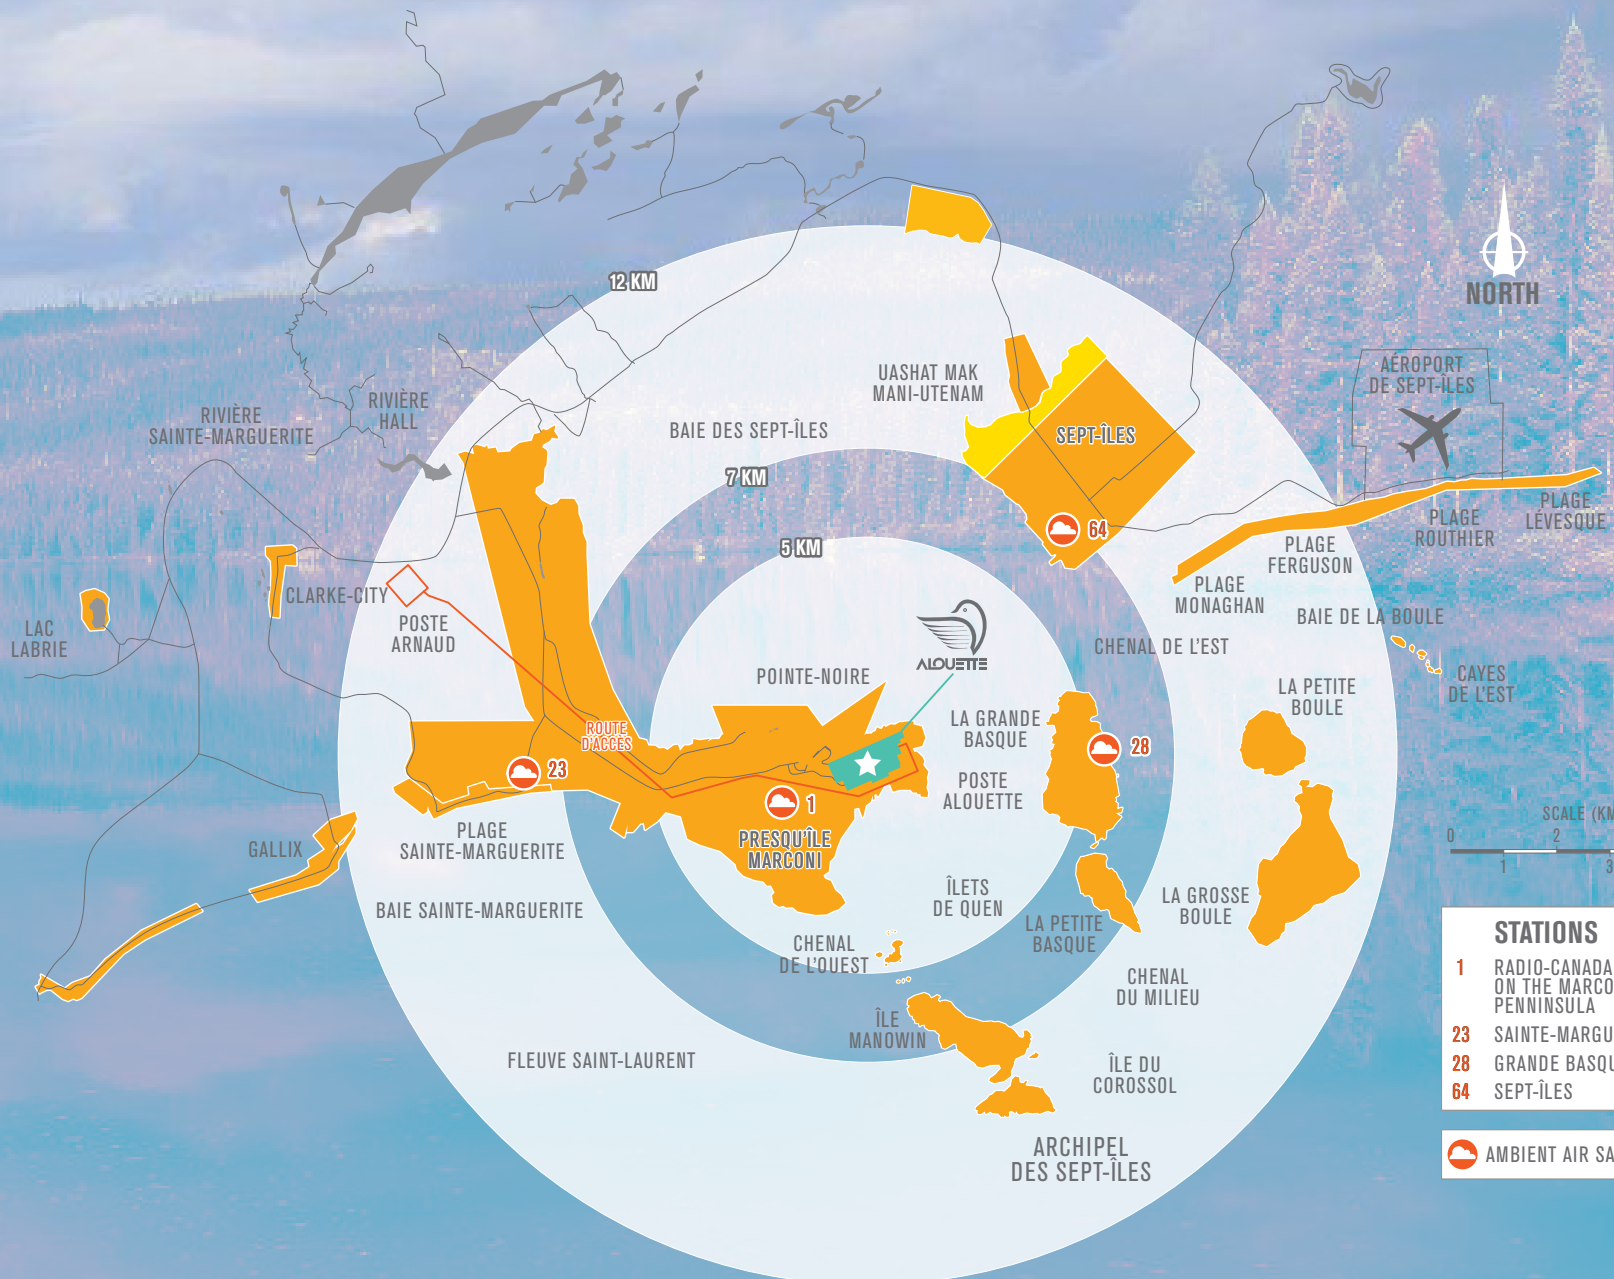 12 KM
NORTH
UASHAT MAK
MANI-UTENAM
AÉROPORT
DE SEPT-ÎLES
RIVIÈRE
SAINTE-MARGUERITE
RIVIÈRE
HALL
BAIE DES SEPT-ÎLES
SEPT-ÎLES
7 KM
64
PLAGE
LÉVESQUE
PLAGE
ROUTHIER
5 KM
PLAGE
FERGUSON
PLAGE
MONAGHAN
CLARKE-CITY
POSTE
ARNAUD
LAC
LABRIE
BAIE DE LA BOULE
ALOUETTE
CHENAL DE L'EST
CAYES
DE L'EST
POINTE-NOIRE
LA PETITE
BOULE
LA GRANDE
BASQUE
28
ROUTE
D'ACCÈS
23
POSTE
ALOUETTE
1
PRESQU'ÎLE
MARCONI
SCALE (KM
0
2
1
3
PLAGE
SAINTE-MARGUERITE
GALLIX
BAIE SAINTE-MARGUERITE
ÎLETS
DE QUEN
LA GROSSE
BOULE
LA PETITE
BASQUE
CHENAL
DE L'OUEST
CHENAL
DU MILIEU
ÎLE
MANOWIN
FLEUVE SAINT-LAURENT
ÎLE DU
COROSSOL
ARCHIPEL
DES SEPT-ÎLES
STATIONS
1 RADIO-CANADA
ON THE MARCO
PENNINSULA
23 SAINTE-MARGU
28 GRANDE BASQU
64 SEPT-ÎLES
AMBIENT AIR SA